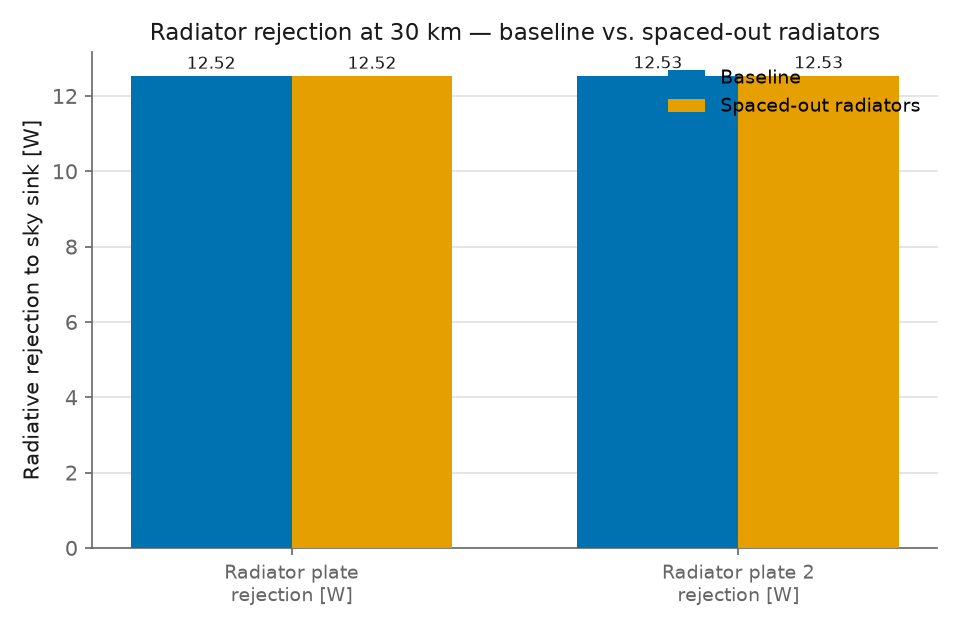 Radiator rejection at 30 km — baseline vs. spaced-out radiators
Radiative rejection to sky sink [W]
12.52
12.52
12.53
12.53
Baseline
Spaced-out radiators
12
10
8
6
4
2
0
Radiator plate
rejection [W]
Radiator plate 2
rejection [W]